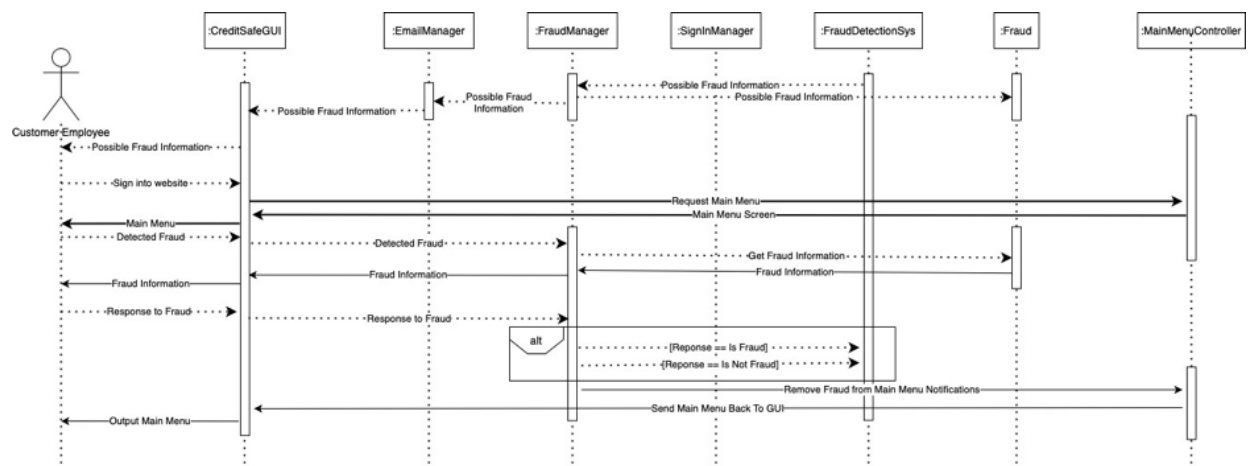 :CreditSafeGUI
:EmailManager
:FraudManager
:SignInManager
:FraudDetectionSys
:Fraud
:MainMenuController
Customer Employee
Possible Fraud Information
Possible Fraud Information
Possible Fraud
Information
Possible Fraud Information
Possible Fraud Information
Sign into website
Request Main Menu
Main Menu Screen
Main Menu
Detected Fraud
Detected Fraud
Get Fraud Information
Fraud Information
Fraud Information
Fraud Information
Response to Fraud
Response to Fraud
alt
[Reponse == Is Fraud]
[Reponse == Is Not Fraud]
Remove Fraud from Main Menu Notifications
Send Main Menu Back To GUI
Output Main Menu